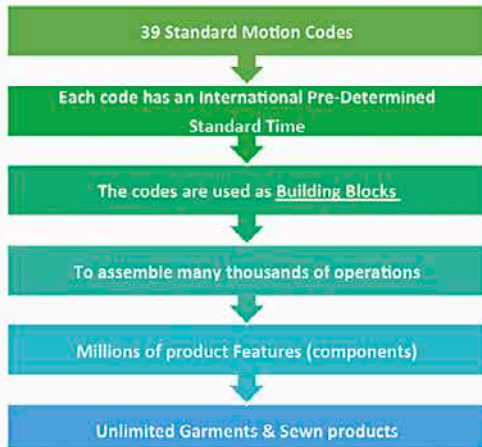 39 Standard Motion Codes
Each code has an International Pre-Determined
Standard Time
The codes are used as Building Blocks
To assemble many thousands of operations
Millions of product Features (components)
Unlimited Garments & Sewn products